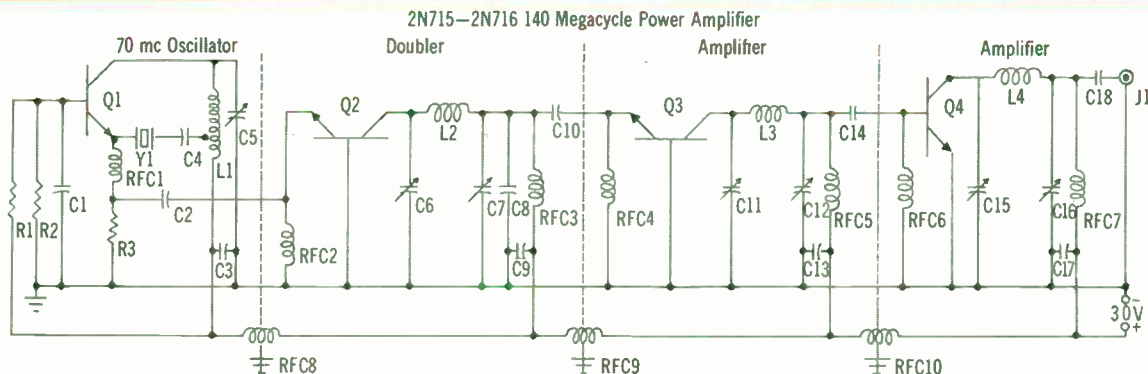 2N715—2N716 140 Megacycle Power Amplifier
70 mc Oscillator Doubler Amplifier Amplifier
Q1 Q2 Q3 Q4
L2 L3 L4
C18 J1
C5 C10 C14
Y1 C4 L1
RFC1
C1 C2 C6 C7 C8 RFC3 RFC4 C11 C12 RFC5 RFC6 C15 C16 RFC7
R1 R2 R3 C3 RFC2 C9 C13 C17
−
30V
+
RFC8 RFC9 RFC10